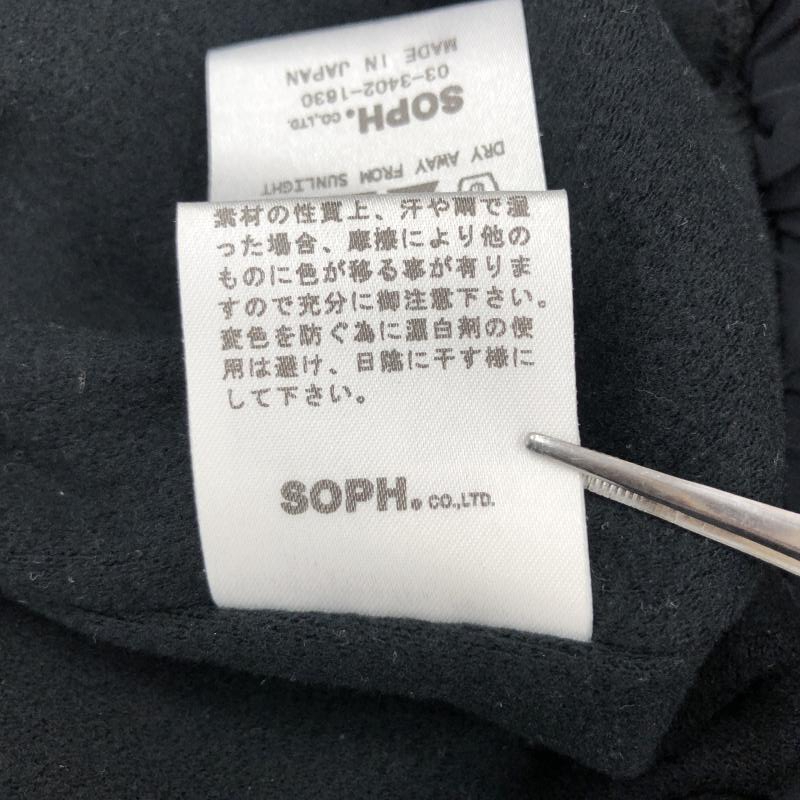 MADE IN JAPAN
03-3402-1630
SOPH. CO.,LTD.
DRY AWAY FROM SUNLIGHT
素材の性質上、汗や雨で湿
った場合、摩擦により他の
ものに色が移る事が有りま
すので充分に御注意下さい。
変色を防ぐ為に漂白剤の使
用は避け、日陰に干す様に
して下さい。
SOPH. CO.,LTD.